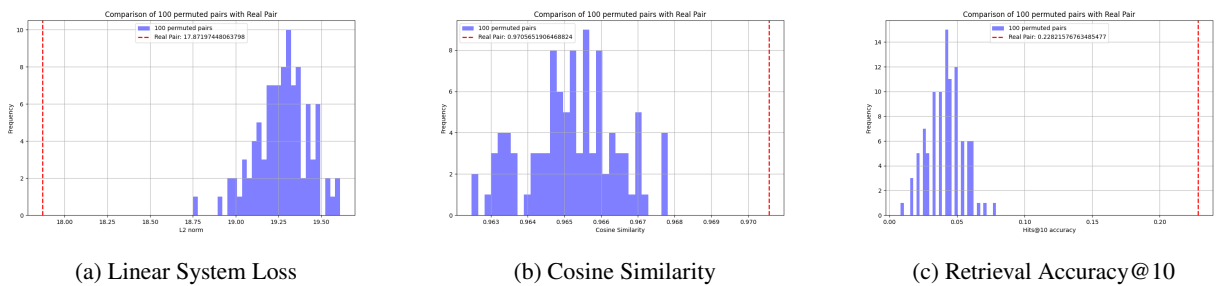 Comparison of 100 permuted pairs with Real Pair
100 permuted pairs
Real Pair: 17.87197448063798
Frequency
10
8
6
4
2
0
18.00 18.25 18.50 18.75 19.00 19.25 19.50
L2 norm
(a) Linear System Loss
Comparison of 100 permuted pairs with Real Pair
100 permuted pairs
Real Pair: 0.9705651906468824
Frequency
8
6
4
2
0
0.963 0.964 0.965 0.966 0.967 0.968 0.969 0.970
Cosine Similarity
(b) Cosine Similarity
Comparison of 100 permuted pairs with Real Pair
100 permuted pairs
Real Pair: 0.22821576763485477
Frequency
14
12
10
8
6
4
2
0
0.00 0.05 0.10 0.15 0.20
Hits@10 accuracy
(c) Retrieval Accuracy@10